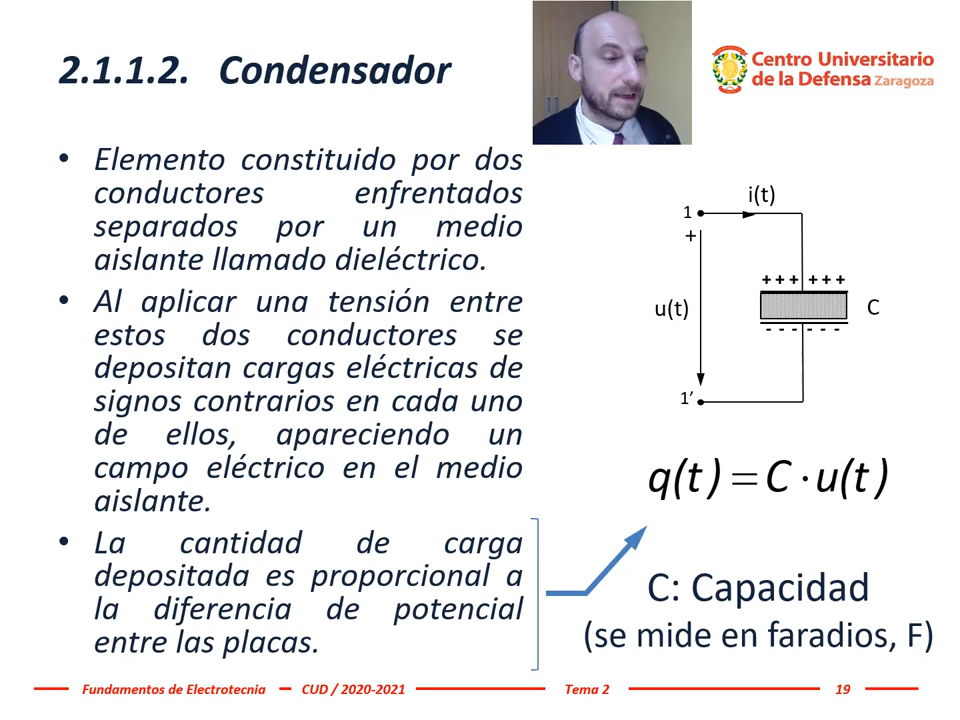 2.1.1.2. Condensador
Centro Universitario
de la Defensa Zaragoza
• Elemento constituido por dos
conductores enfrentados
separados por un medio
aislante llamado dieléctrico.
• Al aplicar una tensión entre
estos dos conductores se
depositan cargas eléctricas de
signos contrarios en cada uno
de ellos, apareciendo un
campo eléctrico en el medio
aislante.
• La cantidad de carga
depositada es proporcional a
la diferencia de potencial
entre las placas.
i(t)
1
+
+ + + + + +
u(t)
C
- - - - - -
1’
q(t) = C · u(t)
C: Capacidad
(se mide en faradios, F)
Fundamentos de Electrotecnia CUD / 2020-2021 Tema 2 19